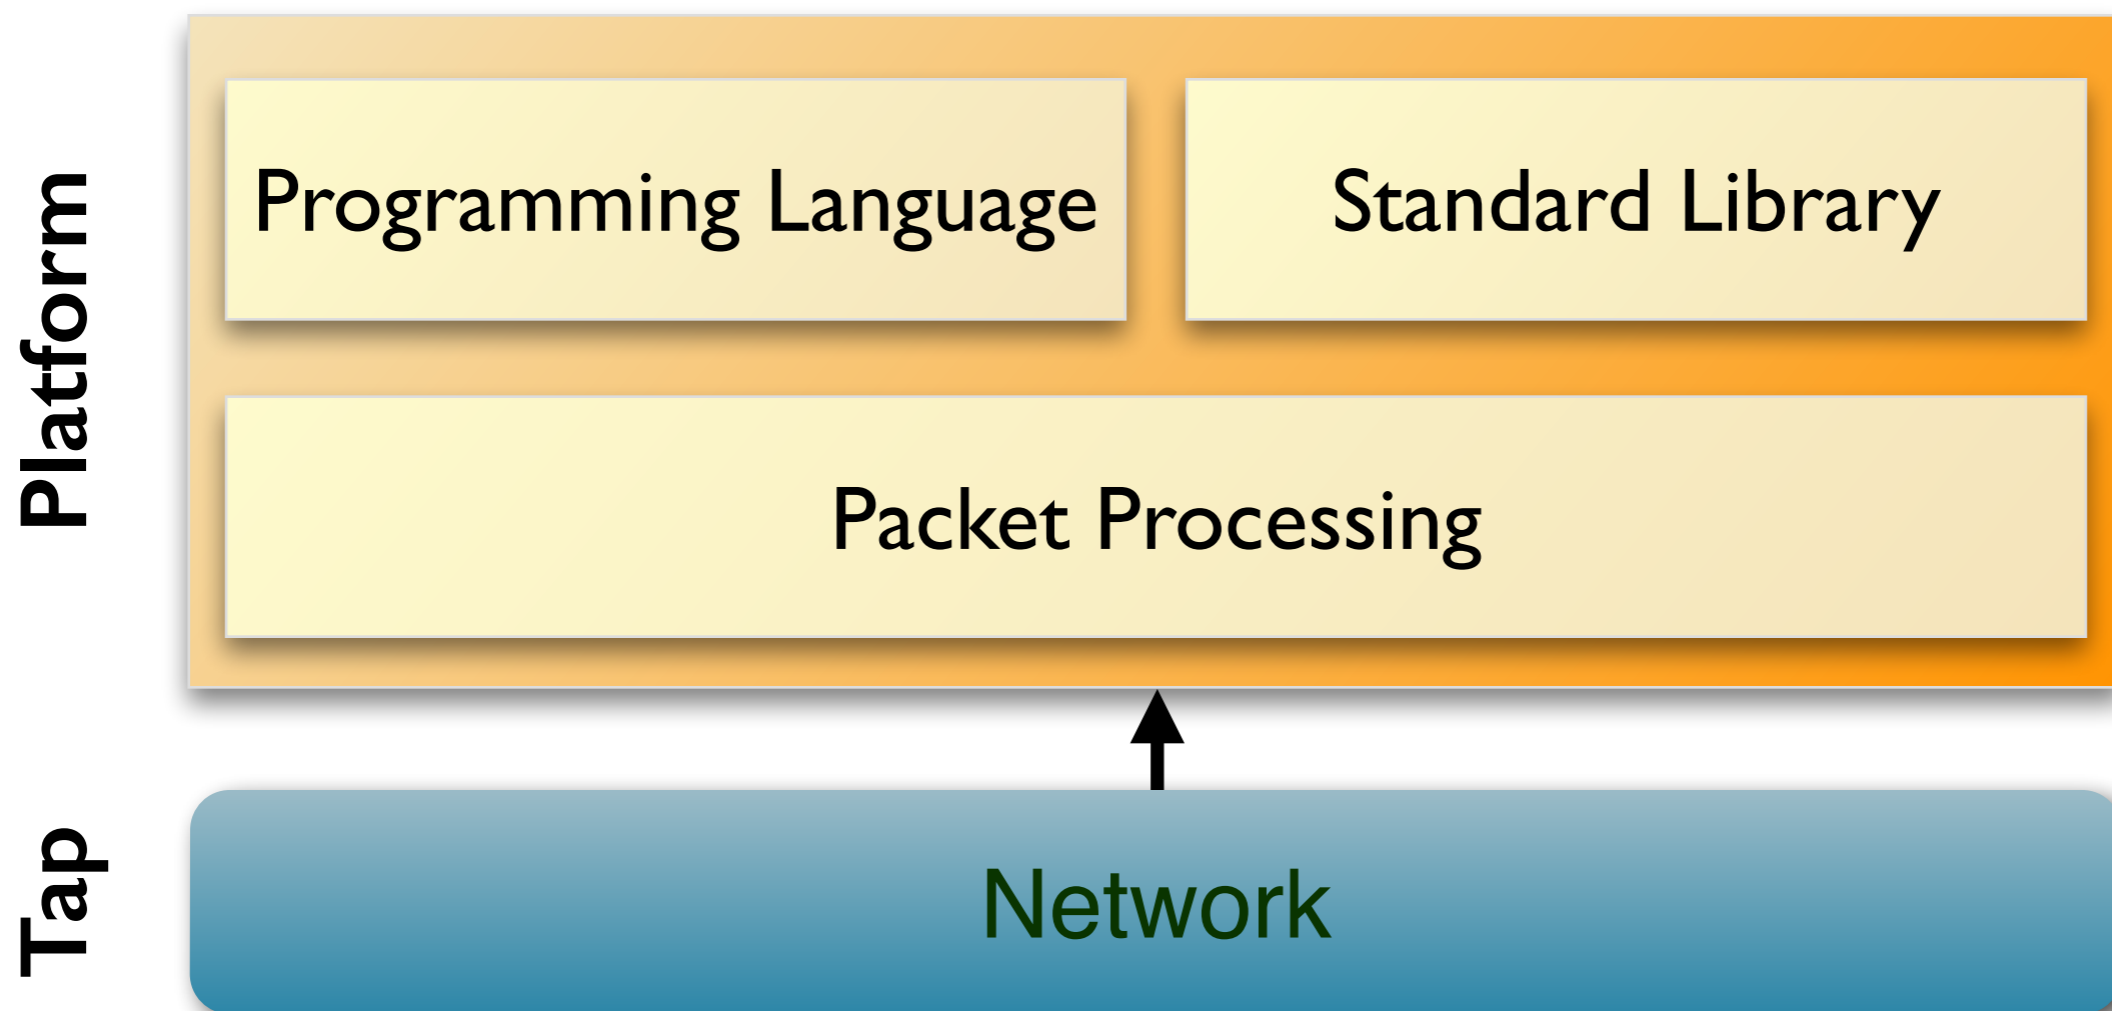 Platform
Programming Language
Standard Library
Packet Processing
Tap
Network